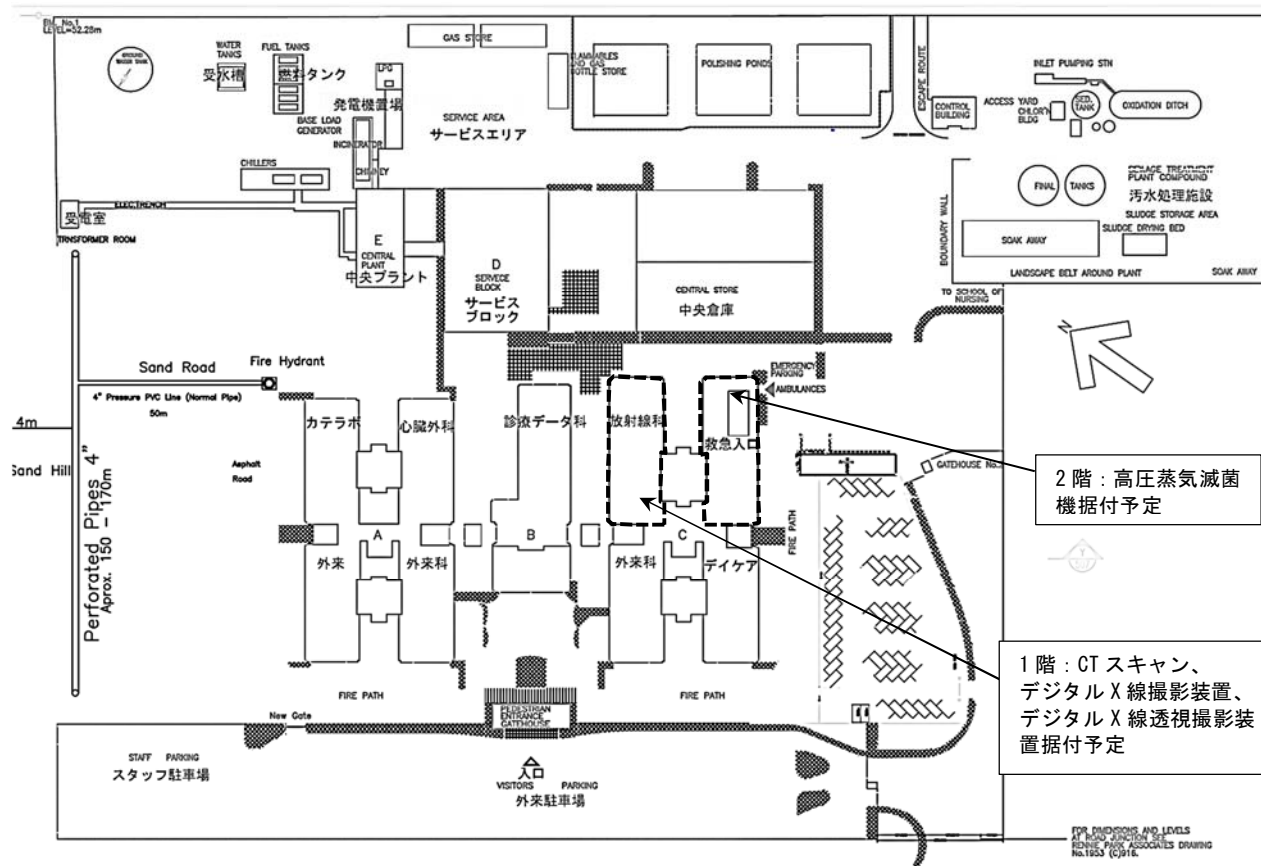 BM. No.1
LEVEL=52.28m
GROUND
WATER TANK
WATER
TANKS
受水槽
FUEL TANKS
燃料タンク
LPG
発電機置場
BASE LOAD
GENERATOR
INCINERATOR
CHIMNEY
CHILLERS
GAS STORE
FLAMMABLES
AND GAS
BOTTLE STORE
SERVICE AREA
サービスエリア
POLISHING PONDS
ESCAPE ROUTE
CONTROL
BUILDING
ACCESS YARD
CHLOR'N
BLDG
INLET PUMPING STN
SED.
TANK
OXIDATION DITCH
SEWAGE TREATMENT
PLANT COMPOUND
汚水処理施設
FINAL
TANKS
SLUDGE STORAGE AREA
SLUDGE DRYING BED
SOAK AWAY
LANDSCAPE BELT AROUND PLANT
SOAK AWAY
BOUNDARY WALL
TO SCHOOL OF
NURSING
受電室
ELEC.TRENCH
TRNSFORMER ROOM
E
CENTRAL
PLANT
中央プラント
D
SERVECE
BLOCK
サービス
ブロック
CENTRAL STORE
中央倉庫
N
Sand Road
Fire Hydrant
4" Pressure PVC Line (Normal Pipe)
50m
4m
Sand Hill
Perforated Pipes 4"
Aprox. 150 - 170m
Asphalt
Road
EMERGENCY
PARKING
AMBULANCES
カテラボ
心臓外科
診療データ科
放射線科
救急入口
GATEHOUSE No.
2階：高圧蒸気滅菌
機据付予定
FIRE PATH
A
B
C
外来
外来科
外来科
デイケア
1階：CTスキャン、
デジタルX線撮影装置、
デジタルX線透視撮影装
置据付予定
FIRE PATH
FIRE PATH
New Gate
PEDESTRIAN
ENTRANCE
GATEHOUSE
STAFF PARKING
スタッフ駐車場
入口
VISITORS PARKING
外来駐車場
FOR DIMENSIONS AND LEVELS
AT ROAD JUNCTION SEE
RENNIE PARK ASSOCIATES DRAWING
No.1953 (C)916.